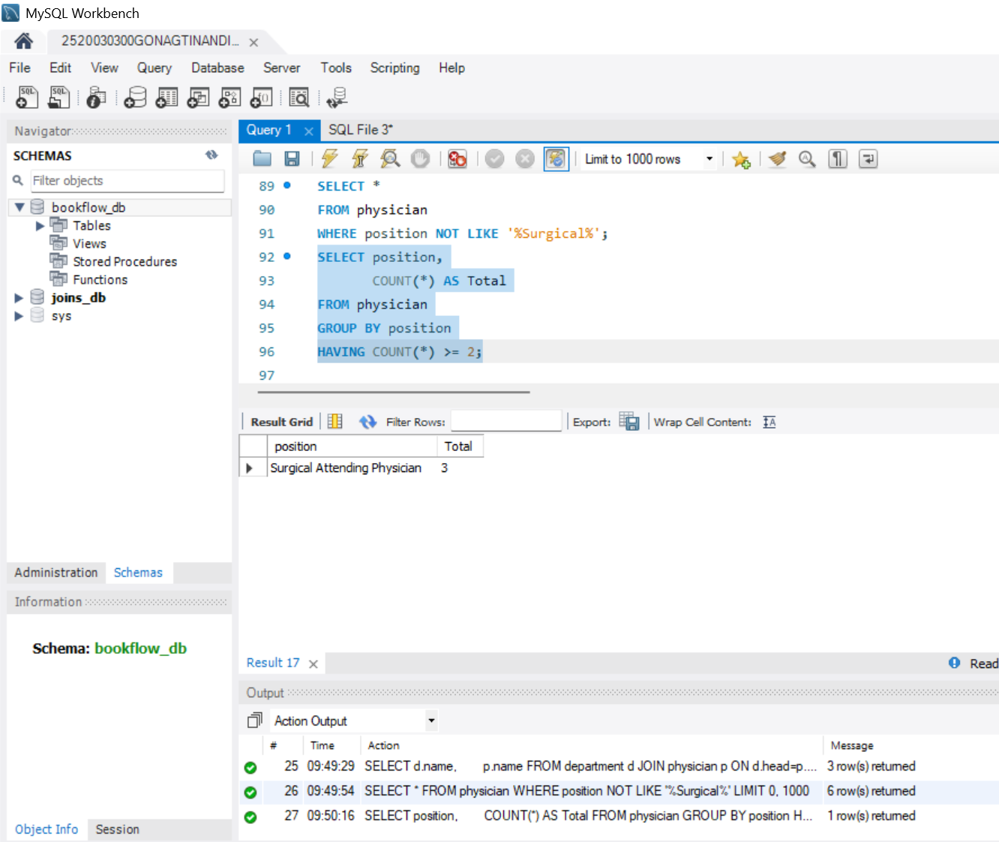 MySQL Workbench
2520030300GONAGTINANDI...
File Edit View Query Database Server Tools Scripting Help
Navigator
SCHEMAS
Filter objects
bookflow_db
Tables
Views
Stored Procedures
Functions
joins_db
sys
Administration Schemas
Information
Schema: bookflow_db
Object Info Session
Query 1 SQL File 3*
Limit to 1000 rows
89 SELECT *
90 FROM physician
91 WHERE position NOT LIKE '%Surgical%';
92 SELECT position,
93 COUNT(*) AS Total
94 FROM physician
95 GROUP BY position
96 HAVING COUNT(*) >= 2;
97
Result Grid Filter Rows: Export: Wrap Cell Content:
position Total
Surgical Attending Physician 3
Result 17 Read
Output
Action Output
# Time Action Message
25 09:49:29 SELECT d.name, p.name FROM department d JOIN physician p ON d.head=p.... 3 row(s) returned
26 09:49:54 SELECT * FROM physician WHERE position NOT LIKE '%Surgical%' LIMIT 0, 1000 6 row(s) returned
27 09:50:16 SELECT position, COUNT(*) AS Total FROM physician GROUP BY position H... 1 row(s) returned